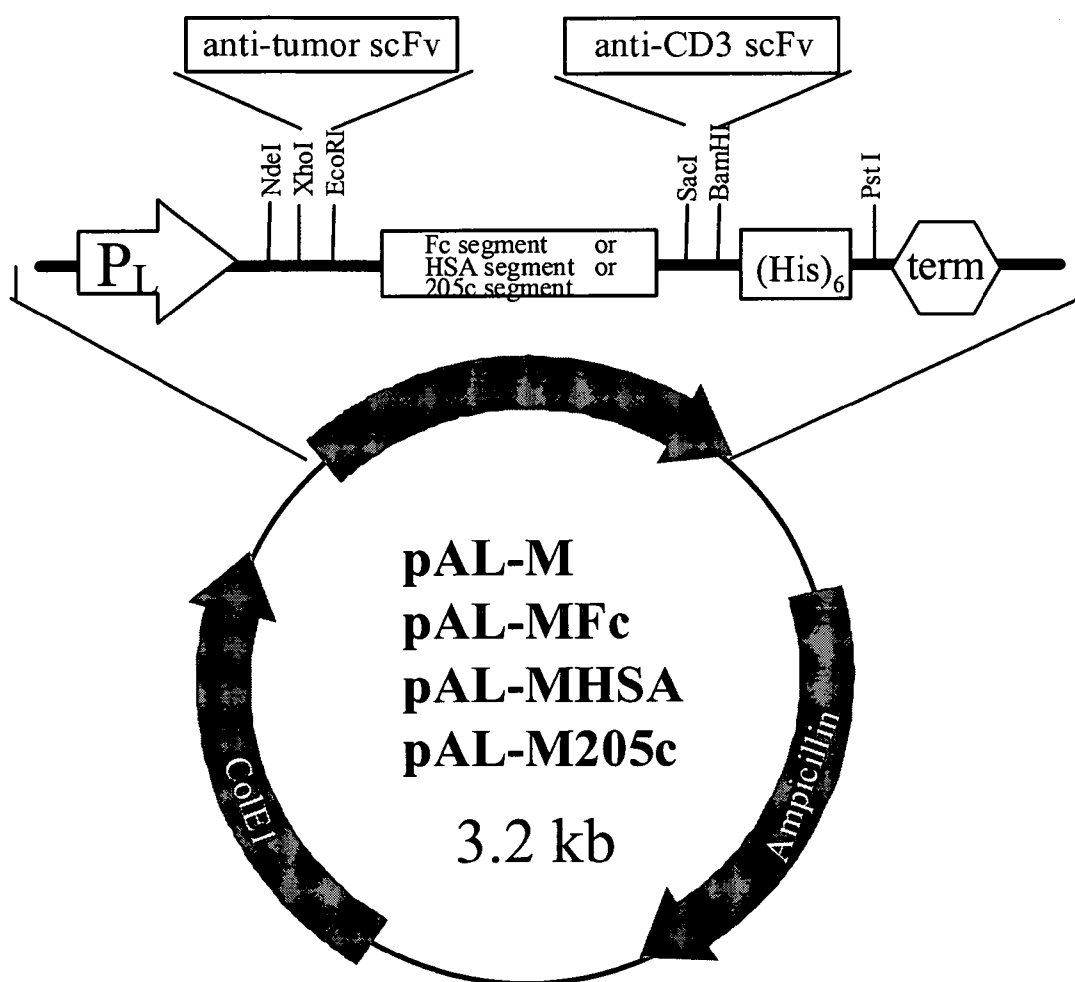 anti-tumor scFv
anti-CD3 scFv
NdeI
XhoI
EcoRI
SacI
BamHI
Pst I
PL
Fc segment or
HSA segment or
205c segment
(His)6
term
pAL-M
pAL-MFc
pAL-MHSA
pAL-M205c
3.2 kb
ColE1
Ampicillin